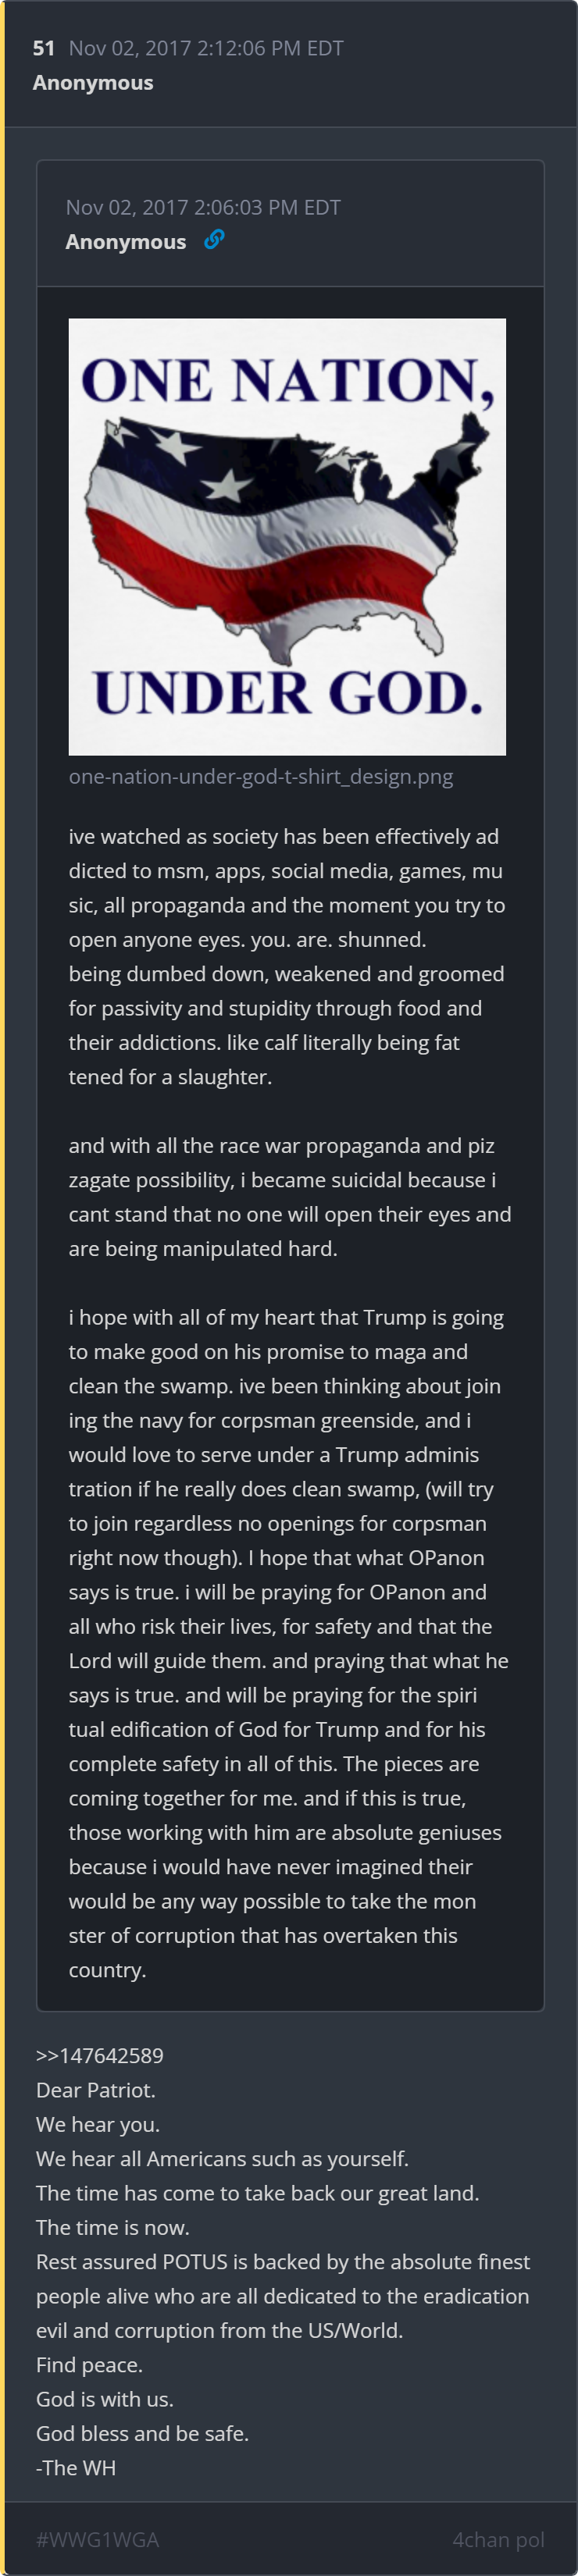 51 Nov 02, 2017 2:12:06 PM EDT
Anonymous
Nov 02, 2017 2:06:03 PM EDT
Anonymous
ONE NATION,
UNDER GOD.
one-nation-under-god-t-shirt_design.png
ive watched as society has been effectively ad
dicted to msm, apps, social media, games, mu
sic, all propaganda and the moment you try to
open anyone eyes. you. are. shunned.
being dumbed down, weakened and groomed
for passivity and stupidity through food and
their addictions. like calf literally being fat
tened for a slaughter.
and with all the race war propaganda and piz
zagate possibility, i became suicidal because i
cant stand that no one will open their eyes and
are being manipulated hard.
i hope with all of my heart that Trump is going
to make good on his promise to maga and
clean the swamp. ive been thinking about join
ing the navy for corpsman greenside, and i
would love to serve under a Trump adminis
tration if he really does clean swamp, (will try
to join regardless no openings for corpsman
right now though). I hope that what OPanon
says is true. i will be praying for OPanon and
all who risk their lives, for safety and that the
Lord will guide them. and praying that what he
says is true. and will be praying for the spiri
tual edification of God for Trump and for his
complete safety in all of this. The pieces are
coming together for me. and if this is true,
those working with him are absolute geniuses
because i would have never imagined their
would be any way possible to take the mon
ster of corruption that has overtaken this
country.
>>147642589
Dear Patriot.
We hear you.
We hear all Americans such as yourself.
The time has come to take back our great land.
The time is now.
Rest assured POTUS is backed by the absolute finest
people alive who are all dedicated to the eradication
evil and corruption from the US/World.
Find peace.
God is with us.
God bless and be safe.
-The WH
#WWG1WGA 4chan pol